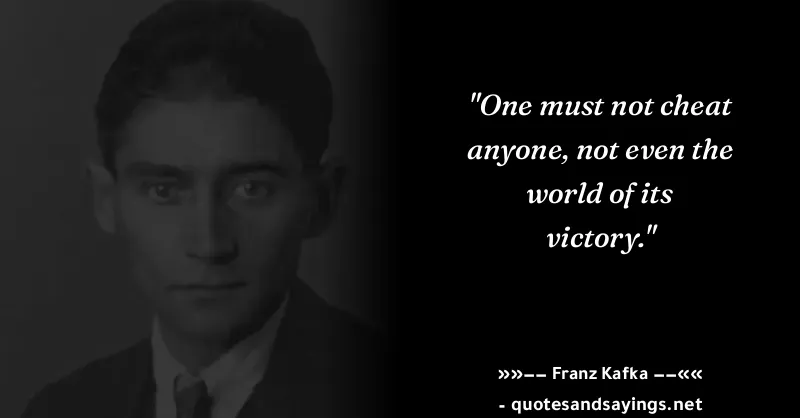 "One must not cheat
anyone, not even the
world of its
victory."
»»−− Franz Kafka −−««
- quotesandsayings.net